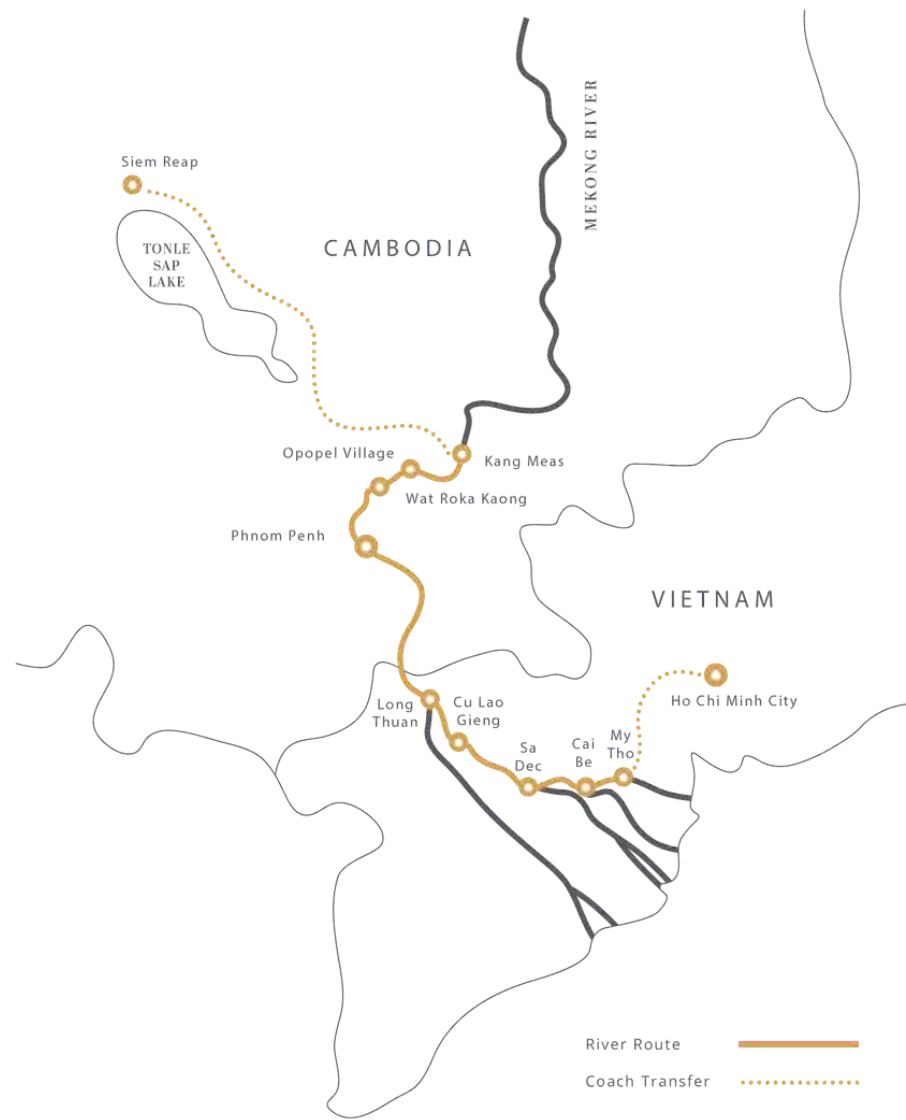 MEKONG RIVER
Siem Reap
TONLE
SAP
LAKE
CAMBODIA
Opopel Village
Kang Meas
Wat Roka Kaong
Phnom Penh
VIETNAM
Long
Thuan
Cu Lao
Gieng
Sa
Dec
Cai
Be
My
Tho
Ho Chi Minh City
River Route
Coach Transfer